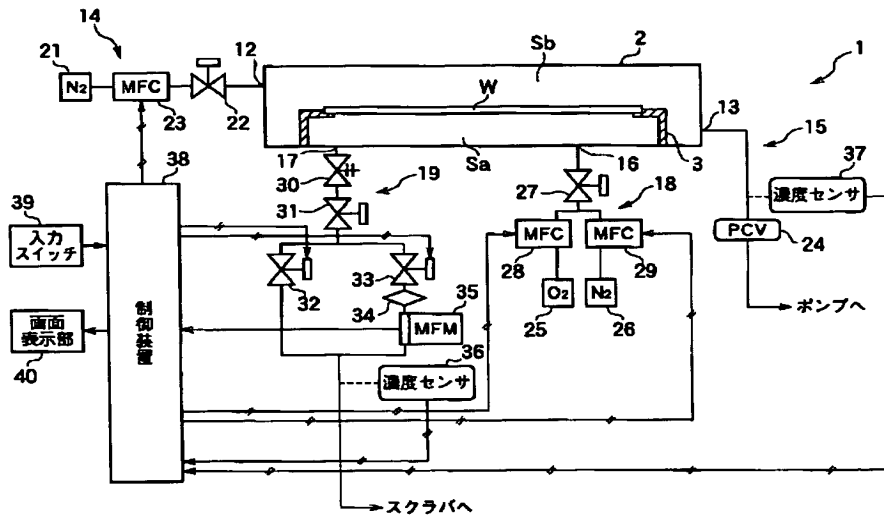 14
21
N2
MFC
23
22
12
Sb
2
W
Sa
3
13
1
15
17
16
30
19
31
27
18
37
濃度センサ
PCV
24
38
39
入力
スイッチ
制御装置
画面
表示部
40
32
33
34
35
MFM
36
濃度センサ
MFC
28
MFC
29
O2
25
N2
26
ポンプへ
スクラバへ